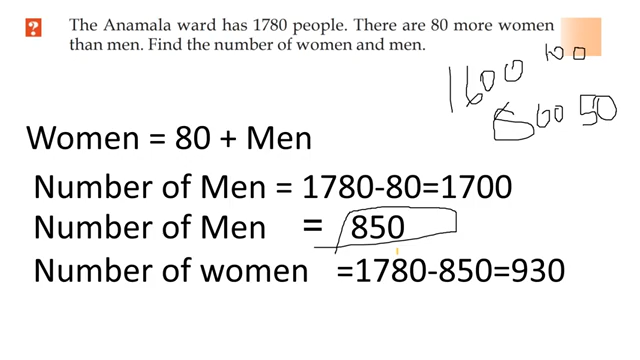 ? The Anamala ward has 1780 people. There are 80 more women
than men. Find the number of women and men.
1600 100
800 50
Women = 80 + Men
Number of Men = 1780-80=1700
Number of Men = 850
Number of women =1780-850=930